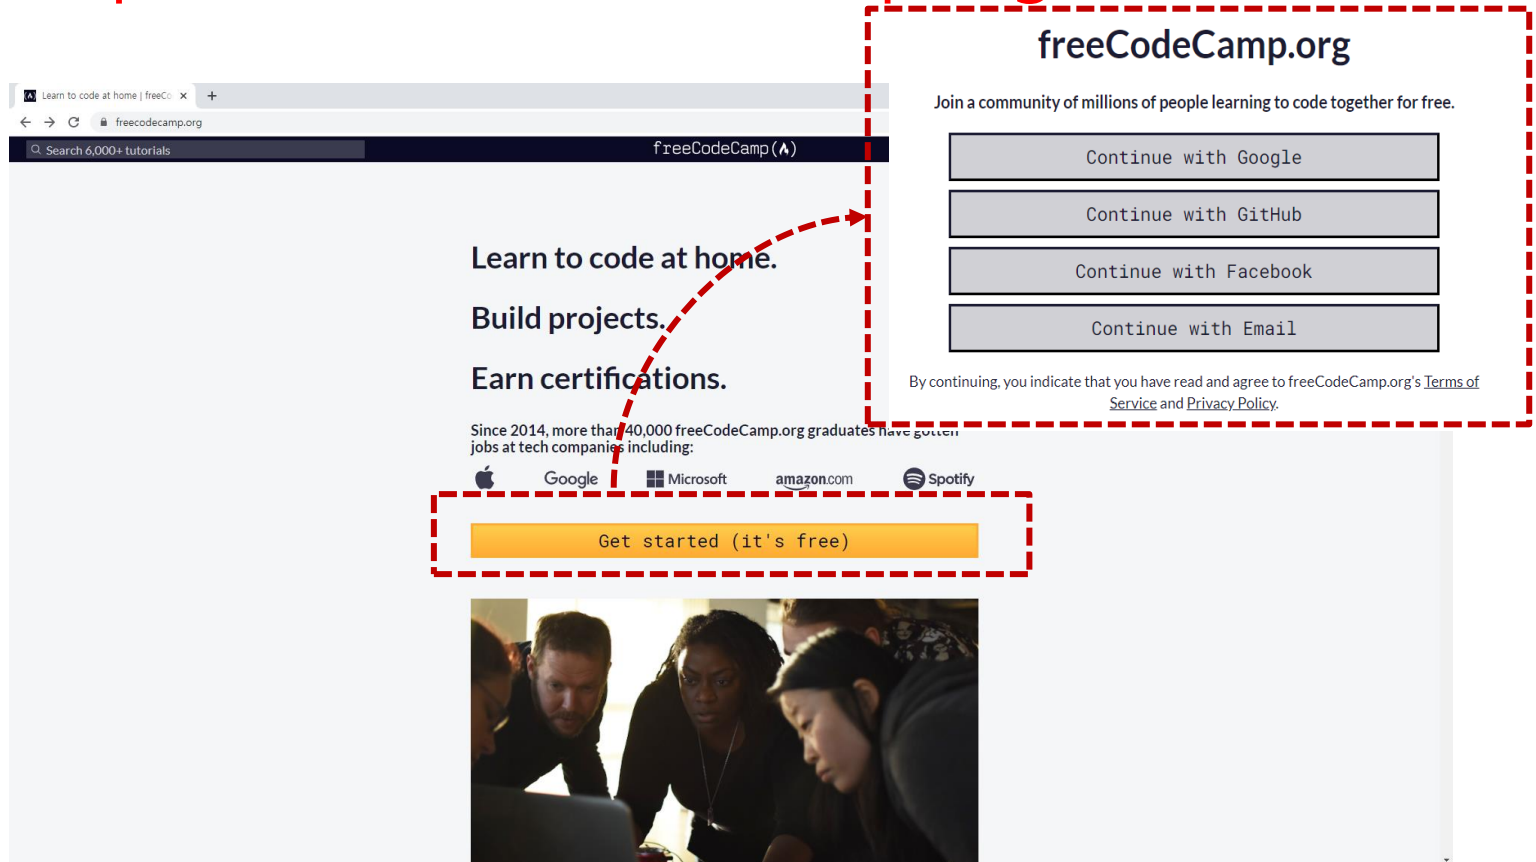 Learn to code at home | freeCo
freecodecamp.org
Search 6,000+ tutorials
freeCodeCamp(
)
Learn to code at home.
Build projects.
Earn certifications.
Since 2014, more than 40,000 freeCodeCamp.org graduates have gotten
jobs at tech companies including:
Google
Microsoft
amazon.com
Spotify
Get started (it's free)
freeCodeCamp.org
Join a community of millions of people learning to code together for free.
Continue with Google
Continue with GitHub
Continue with Facebook
Continue with Email
By continuing, you indicate that you have read and agree to freeCodeCamp.org's Terms of
Service and Privacy Policy.